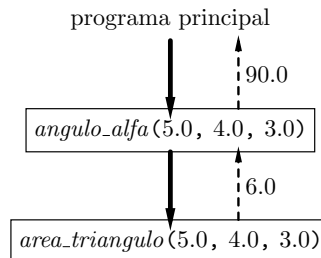 programa principal
90.0
angulo_alfa(5.0, 4.0, 3.0)
6.0
area_triangulo(5.0, 4.0, 3.0)